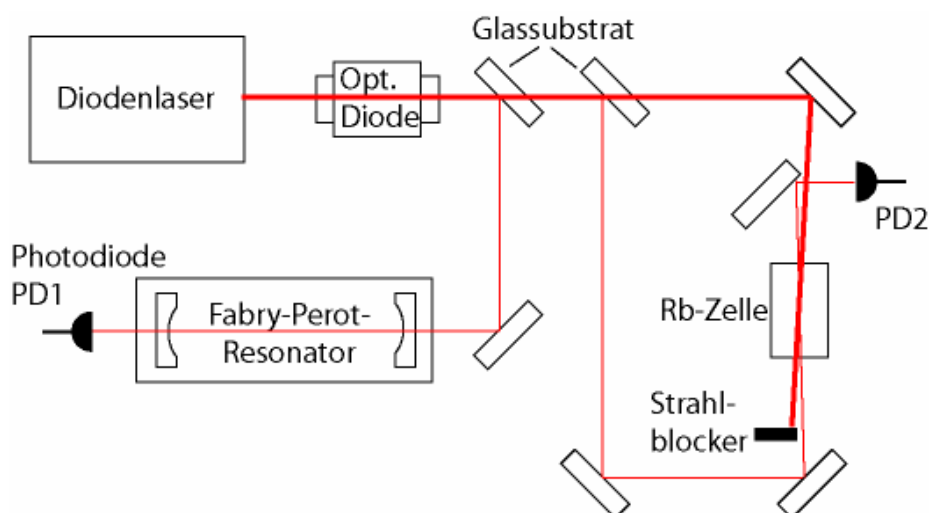 Glassubstrat
Diodenlaser
Opt.
Diode
PD2
Photodiode
PD1
Fabry-Perot-
Resonator
Rb-Zelle
Strahl-
blocker